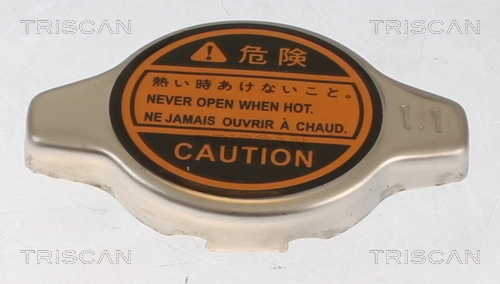 TRISCAN TRISCAN
危険
熱い時あけないこと。
NEVER OPEN WHEN HOT.
NE JAMAIS OUVRIR À CHAUD.
1.1
TRISCAN
CAUTION
TRISCAN TRISCAN